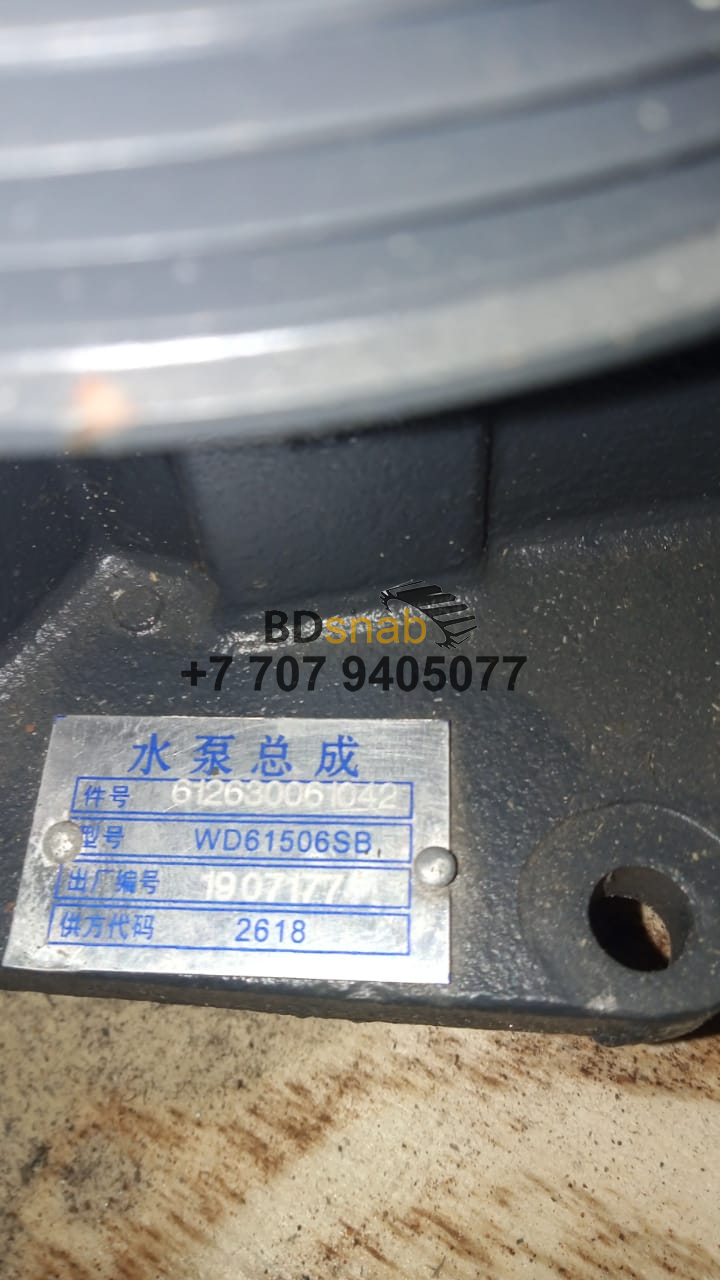 BDsnab
+7 707 9405077
水泵总成
件号 612630061042
型号 WD61506SB
出厂编号
供方代码 2618